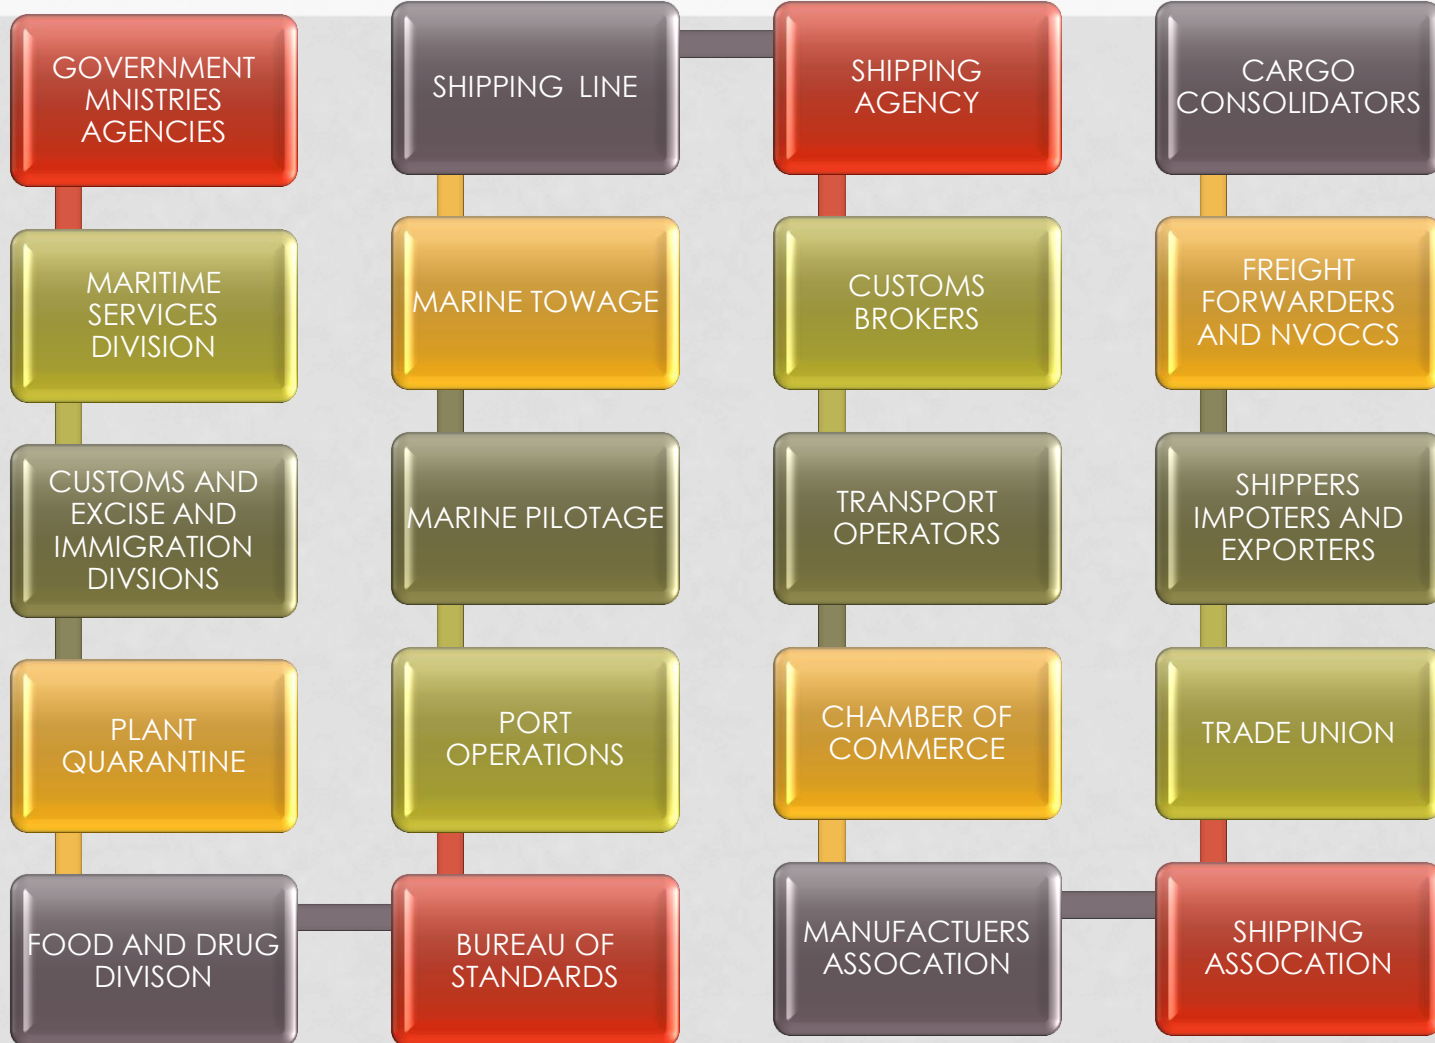 GOVERNMENT
MNISTRIES
AGENCIES
MARITIME
SERVICES
DIVISION
CUSTOMS AND
EXCISE AND
IMMIGRATION
DIVSIONS
PLANT
QUARANTINE
FOOD AND DRUG
DIVISON
BUREAU OF
STANDARDS
PORT
OPERATIONS
MARINE PILOTAGE
MARINE TOWAGE
SHIPPING LINE
SHIPPING
AGENCY
CUSTOMS
BROKERS
TRANSPORT
OPERATORS
CHAMBER OF
COMMERCE
MANUFACTUERS
ASSOCATION
SHIPPING
ASSOCATION
TRADE UNION
SHIPPERS
IMPOTERS AND
EXPORTERS
FREIGHT
FORWARDERS
AND NVOCCS
CARGO
CONSOLIDATORS